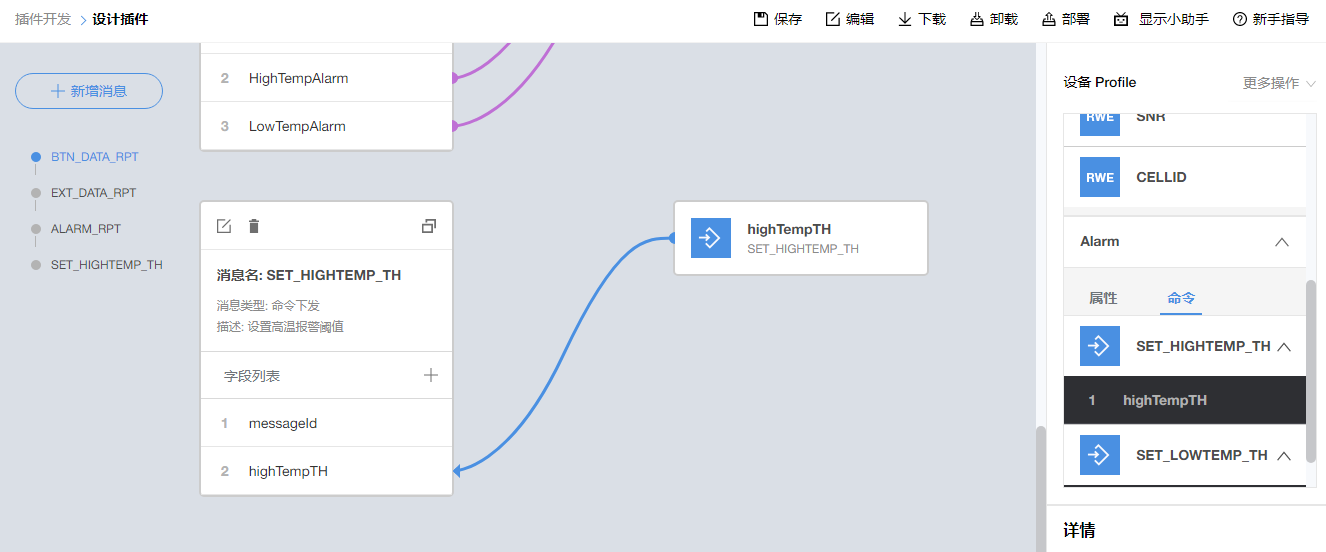 插件开发 > 设计插件
保存 编辑 下载 卸载 部署 显示小助手 新手指导
新增消息
BTN_DATA_RPT
EXT_DATA_RPT
ALARM_RPT
SET_HIGHTEMP_TH
2 HighTempAlarm
3 LowTempAlarm
消息名: SET_HIGHTEMP_TH
消息类型: 命令下发
描述: 设置高温报警阈值
字段列表
1 messageId
2 highTempTH
highTempTH
SET_HIGHTEMP_TH
设备 Profile 更多操作
RWE SNR
RWE CELLID
Alarm
属性 命令
SET_HIGHTEMP_TH
1 highTempTH
SET_LOWTEMP_TH
详情